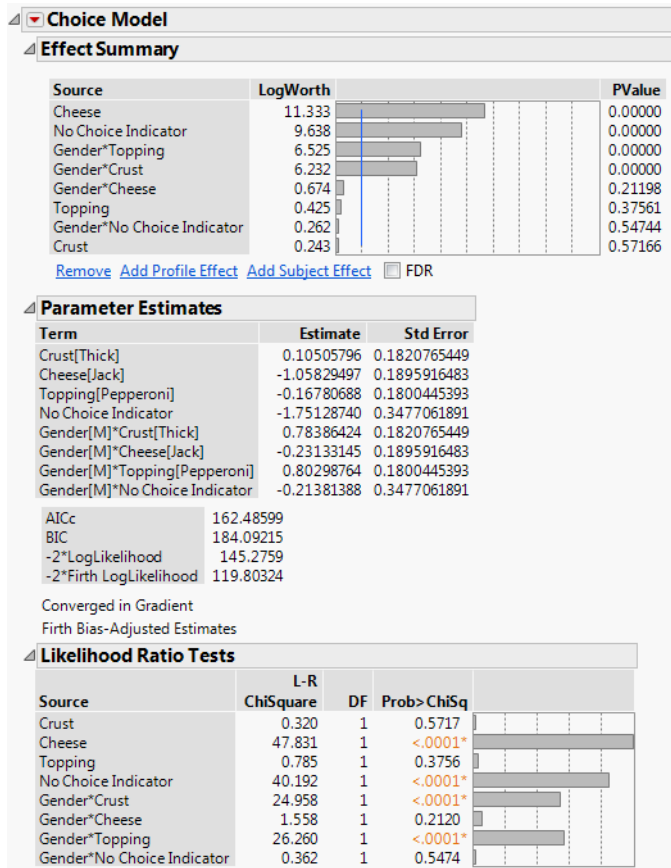 Choice Model
Effect Summary
Source LogWorth PValue
Cheese 11.333 0.00000
No Choice Indicator 9.638 0.00000
Gender*Topping 6.525 0.00000
Gender*Crust 6.232 0.00000
Gender*Cheese 0.674 0.21198
Topping 0.425 0.37561
Gender*No Choice Indicator 0.262 0.54744
Crust 0.243 0.57166
Remove Add Profile Effect Add Subject Effect FDR
Parameter Estimates
Term Estimate Std Error
Crust[Thick] 0.10505796 0.1820765449
Cheese[Jack] -1.05829497 0.1895916483
Topping[Pepperoni] -0.16780688 0.1800445393
No Choice Indicator -1.75128740 0.3477061891
Gender[M]*Crust[Thick] 0.78386424 0.1820765449
Gender[M]*Cheese[Jack] -0.23133145 0.1895916483
Gender[M]*Topping[Pepperoni] 0.80298764 0.1800445393
Gender[M]*No Choice Indicator -0.21381388 0.3477061891
AICc 162.48599
BIC 184.09215
-2*LogLikelihood 145.2759
-2*Firth LogLikelihood 119.80324
Converged in Gradient
Firth Bias-Adjusted Estimates
Likelihood Ratio Tests
L-R
Source ChiSquare DF Prob>ChiSq
Crust 0.320 1 0.5717
Cheese 47.831 1 <.0001*
Topping 0.785 1 0.3756
No Choice Indicator 40.192 1 <.0001*
Gender*Crust 24.958 1 <.0001*
Gender*Cheese 1.558 1 0.2120
Gender*Topping 26.260 1 <.0001*
Gender*No Choice Indicator 0.362 1 0.5474